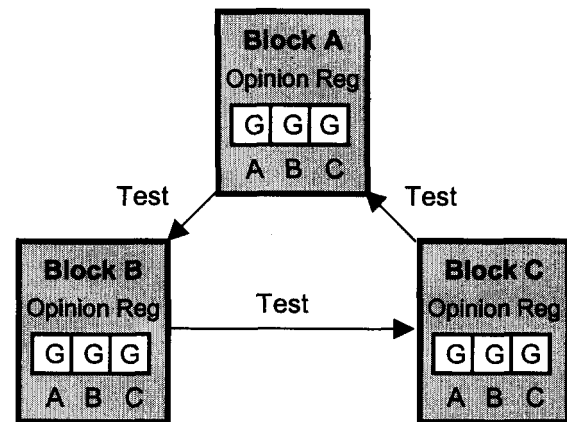 Block A
Opinion Reg
G G G
A B C
Test Test
Block B
Opinion Reg
G G G
A B C
Test
Block C
Opinion Reg
G G G
A B C